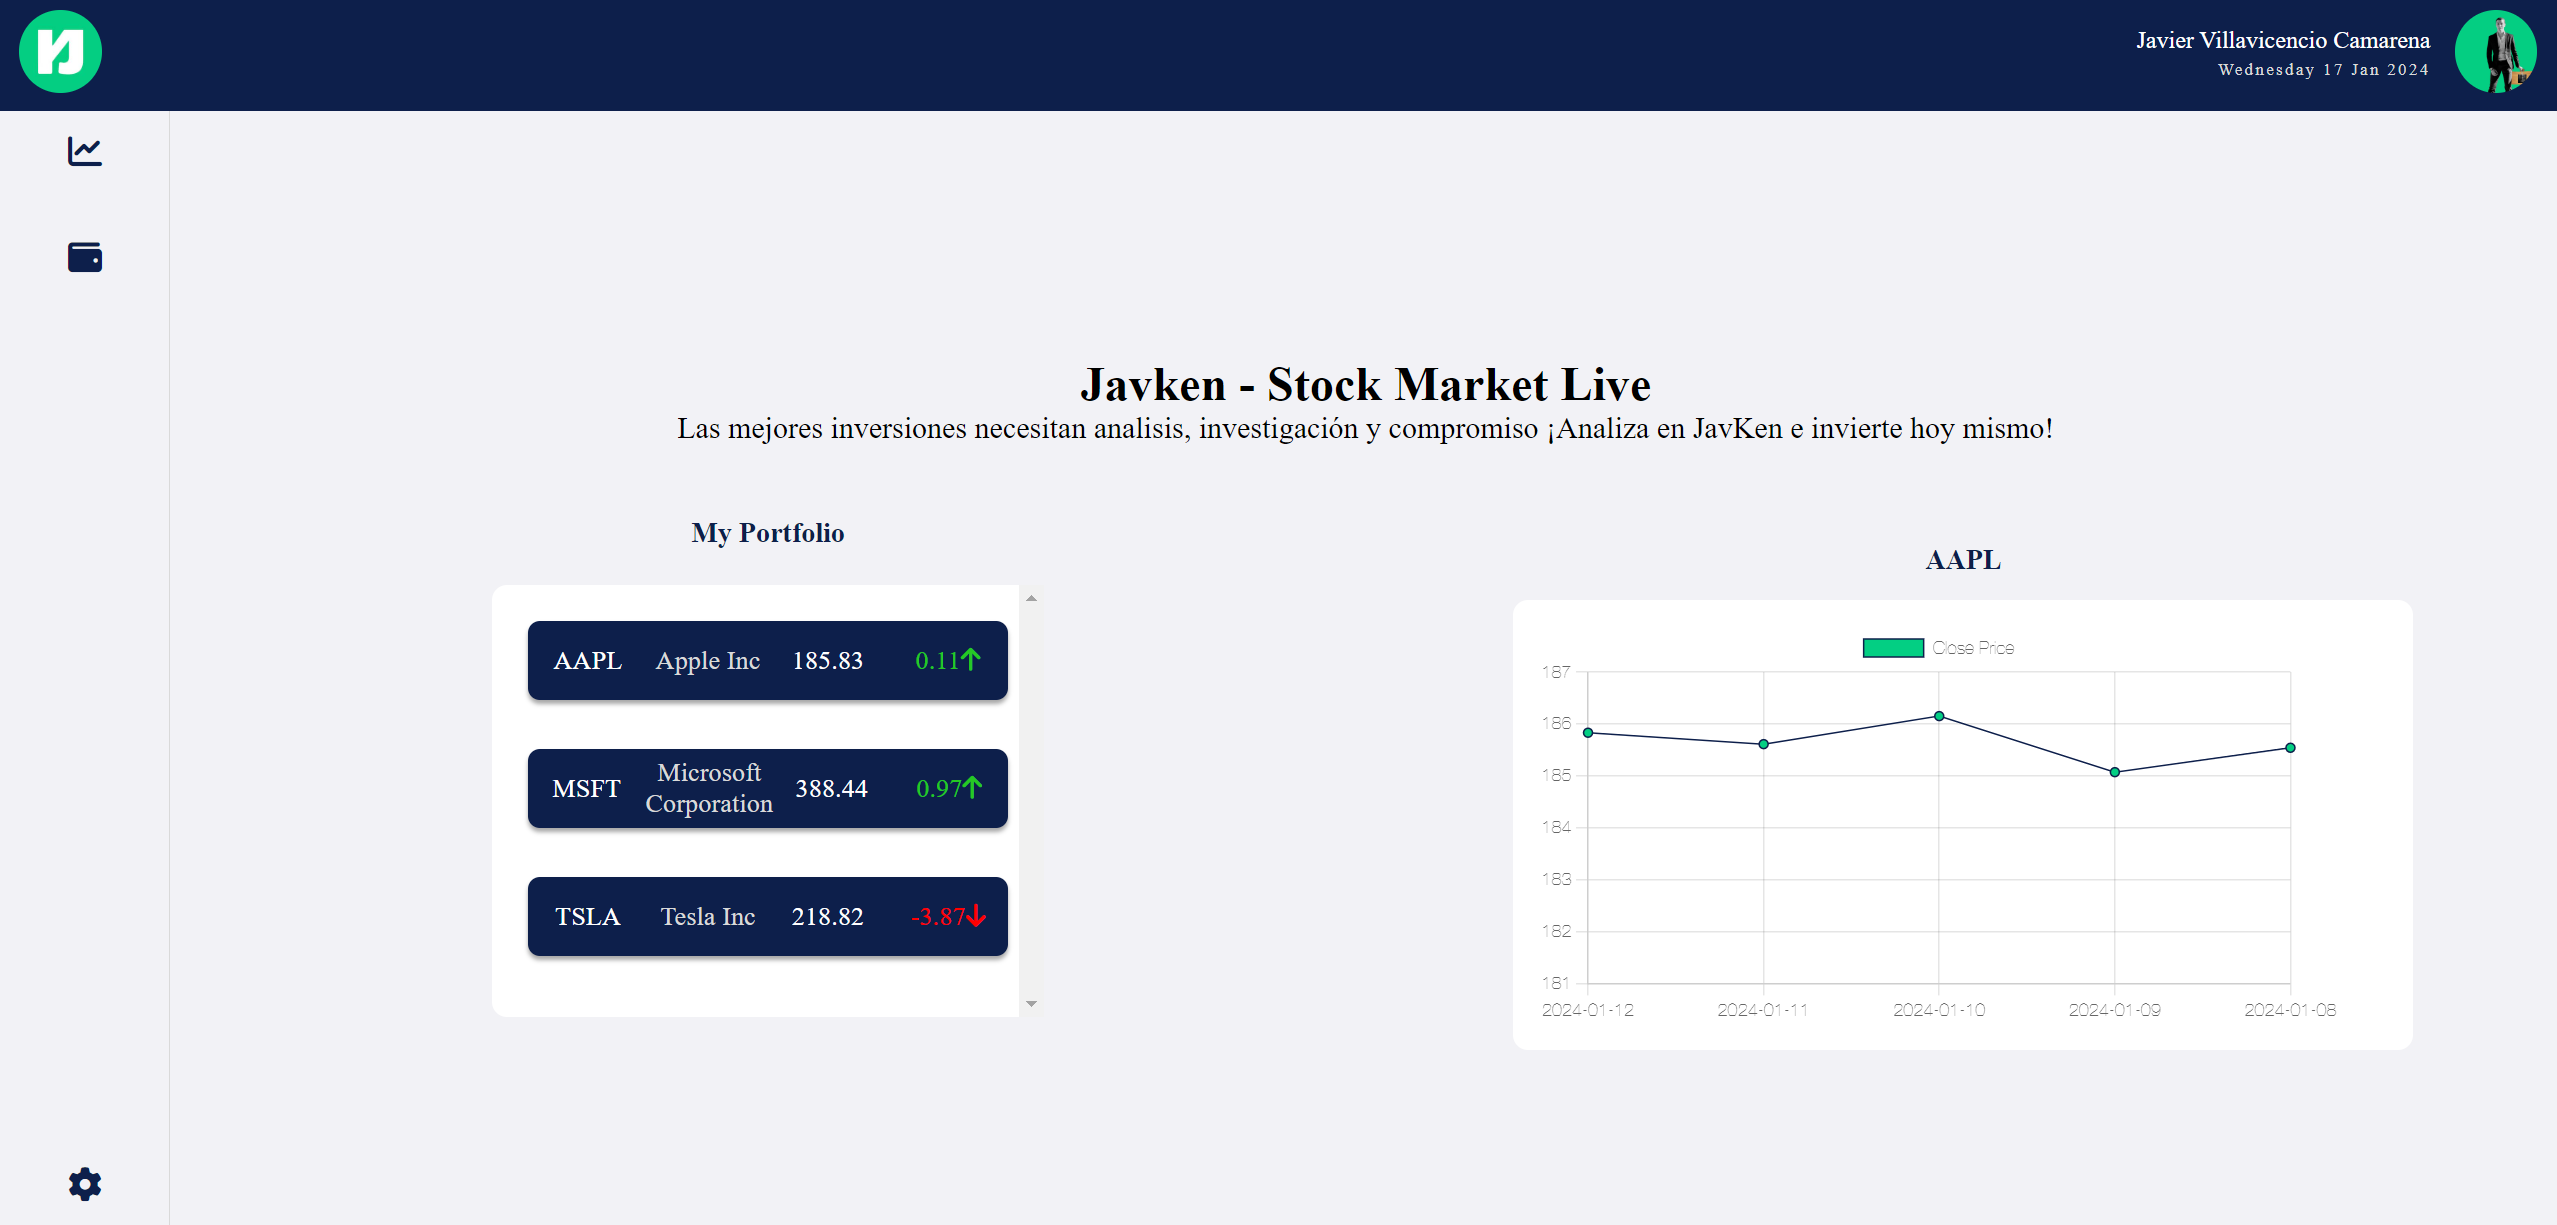 Javier Villavicencio Camarena
Wednesday 17 Jan 2024
Javken - Stock Market Live
Las mejores inversiones necesitan analisis, investigación y compromiso ¡Analiza en JavKen e invierte hoy mismo!
My Portfolio
AAPL Apple Inc 185.83 0.11
MSFT Microsoft Corporation 388.44 0.97
TSLA Tesla Inc 218.82 -3.87
AAPL
Close Price
187
186
185
184
183
182
181
2024-01-12 2024-01-11 2024-01-10 2024-01-09 2024-01-08